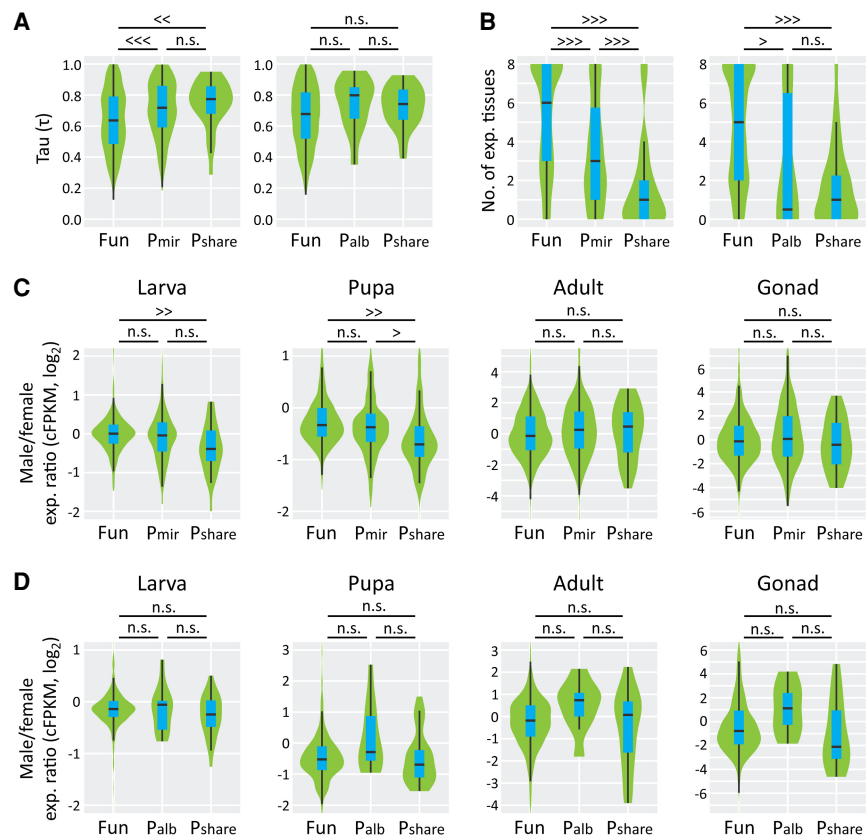 A
<<
<<<
n.s.
n.s.
n.s.
n.s.
Tau (τ)
1.0
0.8
0.6
0.4
0.2
0.0
1.0
0.8
0.6
0.4
0.2
0.0
Fun
Pmir
Pshare
Fun
Palb
Pshare
B
>>>
>>>
>>>
>>>
>
n.s.
No. of exp. tissues
8
6
4
2
0
8
6
4
2
0
Fun
Pmir
Pshare
Fun
Palb
Pshare
C
Larva
Pupa
Adult
Gonad
>>
>>
n.s.
n.s.
n.s.
n.s.
n.s.
>
n.s.
n.s.
n.s.
n.s.
Male/female
exp. ratio (cFPKM, log2)
2
1
0
-1
-2
1
-0
-1
-2
4
2
0
-2
-4
6
4
2
0
-2
-4
-6
Fun
Pmir
Pshare
Fun
Pmir
Pshare
Fun
Pmir
Pshare
Fun
Pmir
Pshare
D
Larva
Pupa
Adult
Gonad
n.s.
n.s.
n.s.
n.s.
n.s.
n.s.
n.s.
n.s.
n.s.
n.s.
n.s.
n.s.
Male/female
exp. ratio (cFPKM, log2)
1
0
-1
-2
3
2
1
-0
-1
-2
3
2
1
0
-1
-2
-3
-4
6
4
2
0
-2
-4
-6
Fun
Palb
Pshare
Fun
Palb
Pshare
Fun
Palb
Pshare
Fun
Palb
Pshare